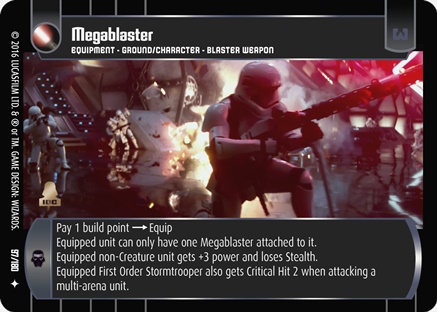 Megablaster
EQUIPMENT - GROUND/CHARACTER - BLASTER WEAPON
Pay 1 build point → Equip
Equipped unit can only have one Megablaster attached to it.
Equipped non-Creature unit gets +3 power and loses Stealth.
Equipped First Order Stormtrooper also gets Critical Hit 2 when attacking a
multi-arena unit.
© 2016 LUCASFILM LTD. & ® or TM. GAME DESIGN: WIZARDS.
97/180